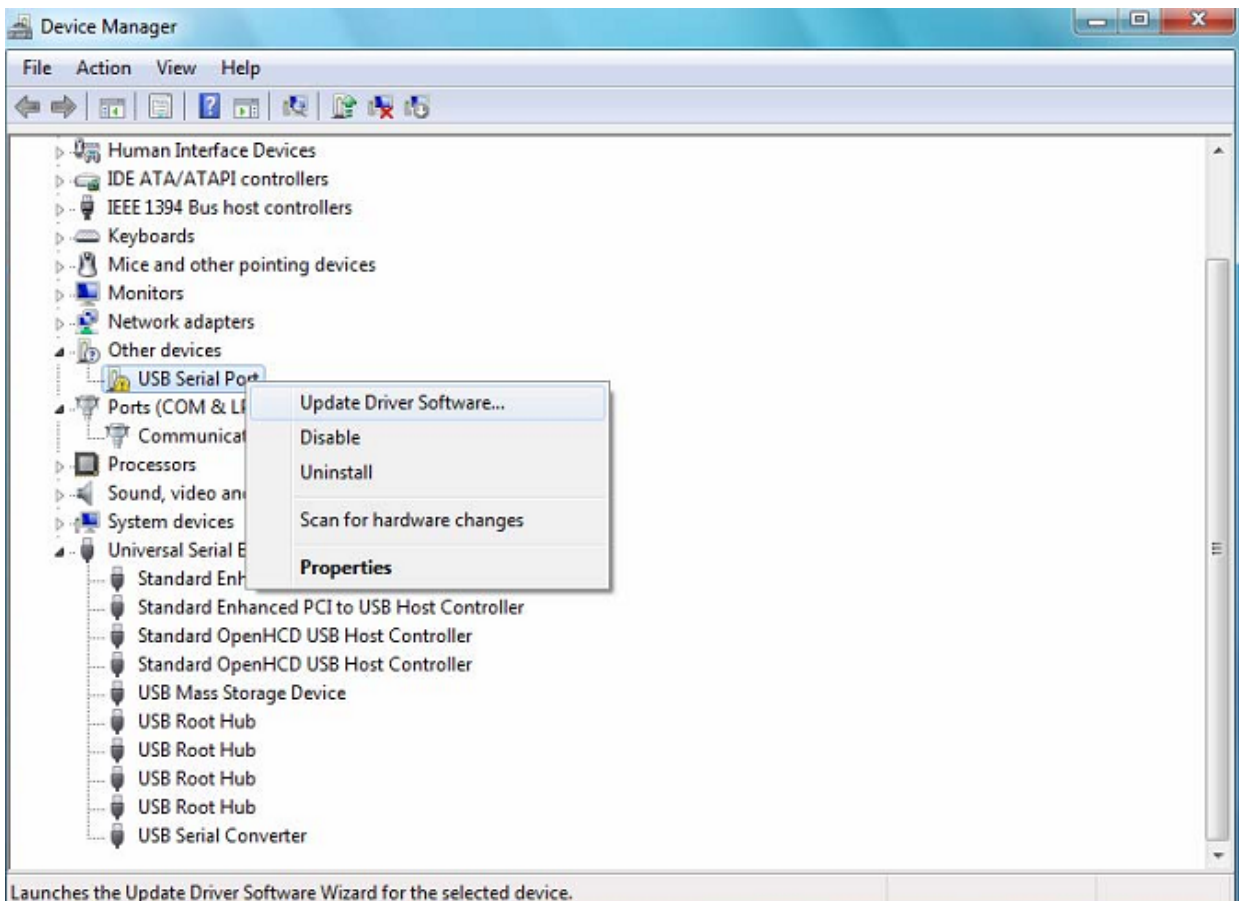 Device Manager
File Action View Help
Human Interface Devices
IDE ATA/ATAPI controllers
IEEE 1394 Bus host controllers
Keyboards
Mice and other pointing devices
Monitors
Network adapters
Other devices
USB Serial Port
Update Driver Software...
Ports (COM &
Disable
Processors
Uninstall
Sound, video
System devices
Scan for hardware changes
Universal Serial
Properties
Standard
Standard Enhanced PCI to USB Host Controller
Standard OpenHCD USB Host Controller
Standard OpenHCD USB Host Controller
USB Mass Storage Device
USB Root Hub
USB Root Hub
USB Root Hub
USB Root Hub
USB Serial Converter
Launches the Update Driver Software Wizard for the selected device.